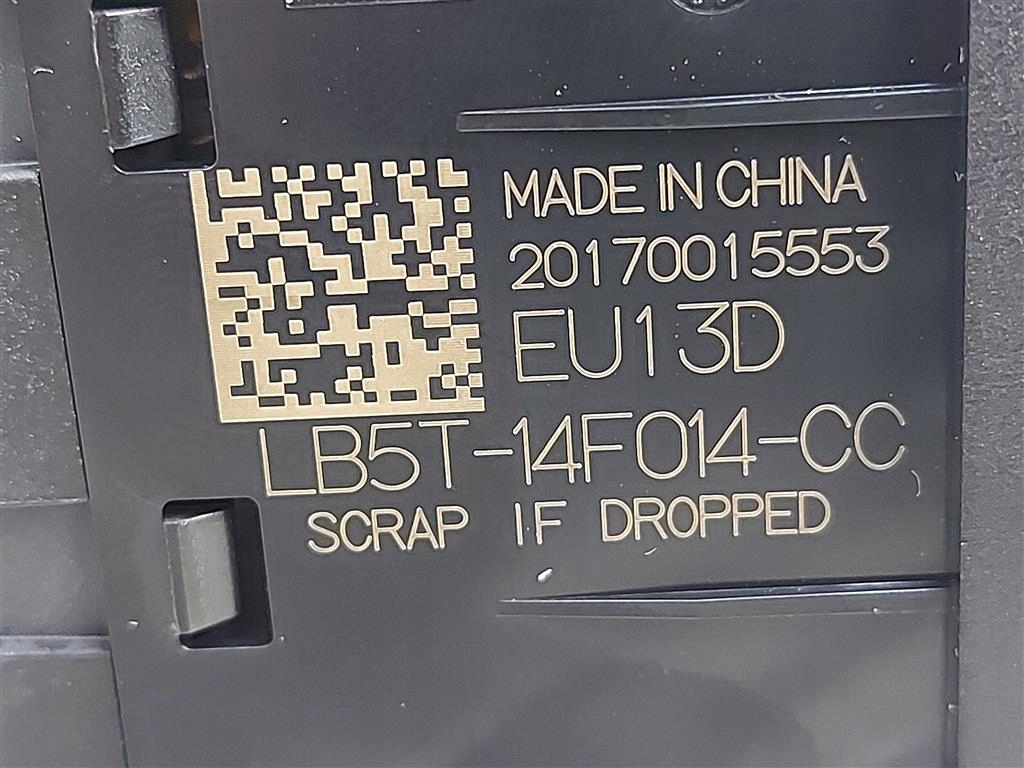 MADE IN CHINA
20170015553
EU13D
LB5T-14F014-CC
SCRAP IF DROPPED